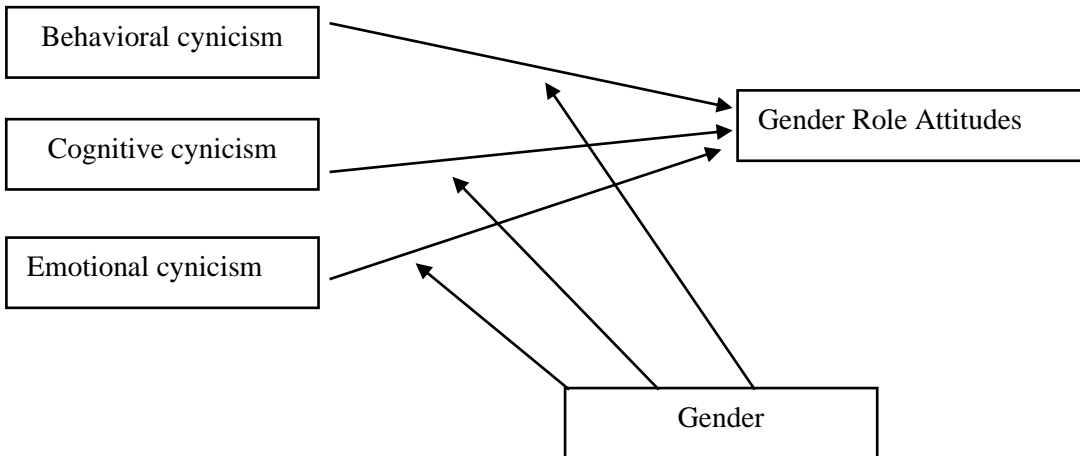 Behavioral cynicism
Gender Role Attitudes
Cognitive cynicism
Emotional cynicism
Gender